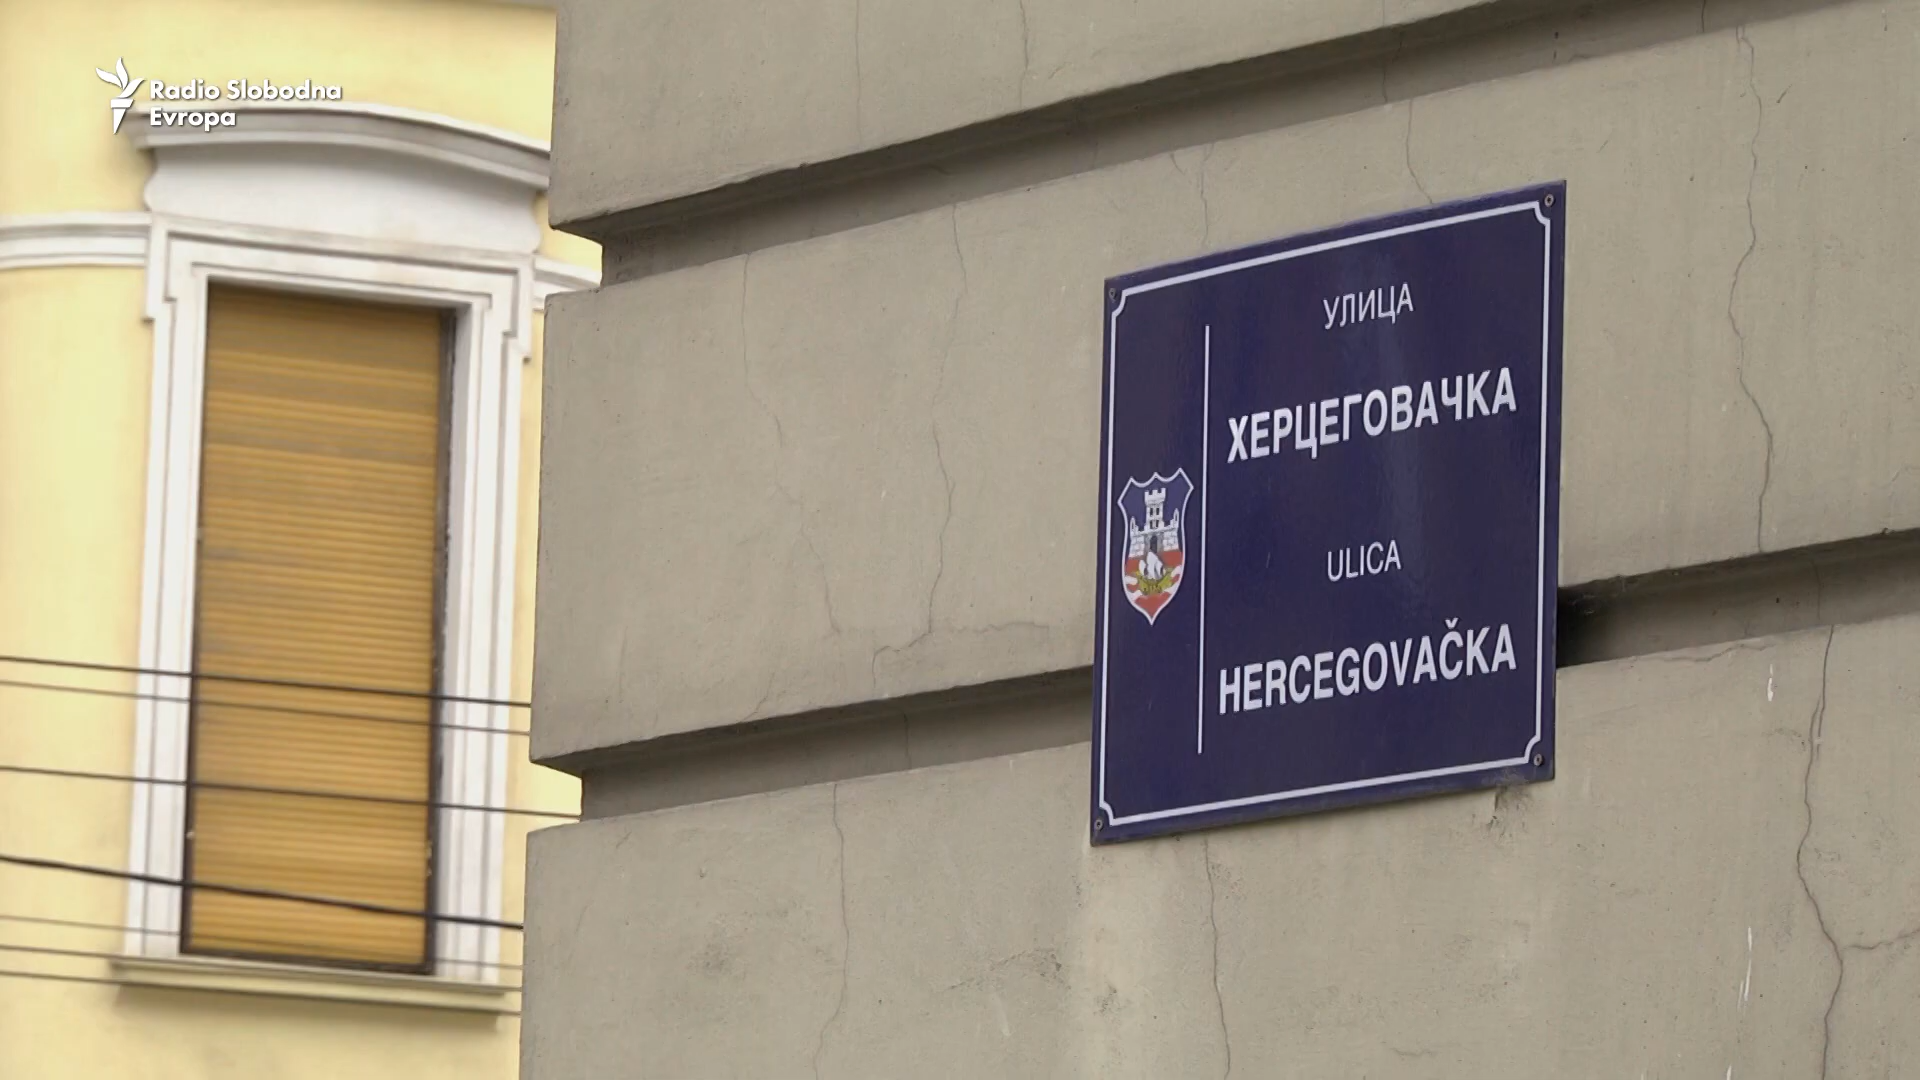 Radio Slobodna
Evropa
УЛИЦА
ХЕРЦЕГОВАЧКА
ULICA
HERCEGOVAČKA